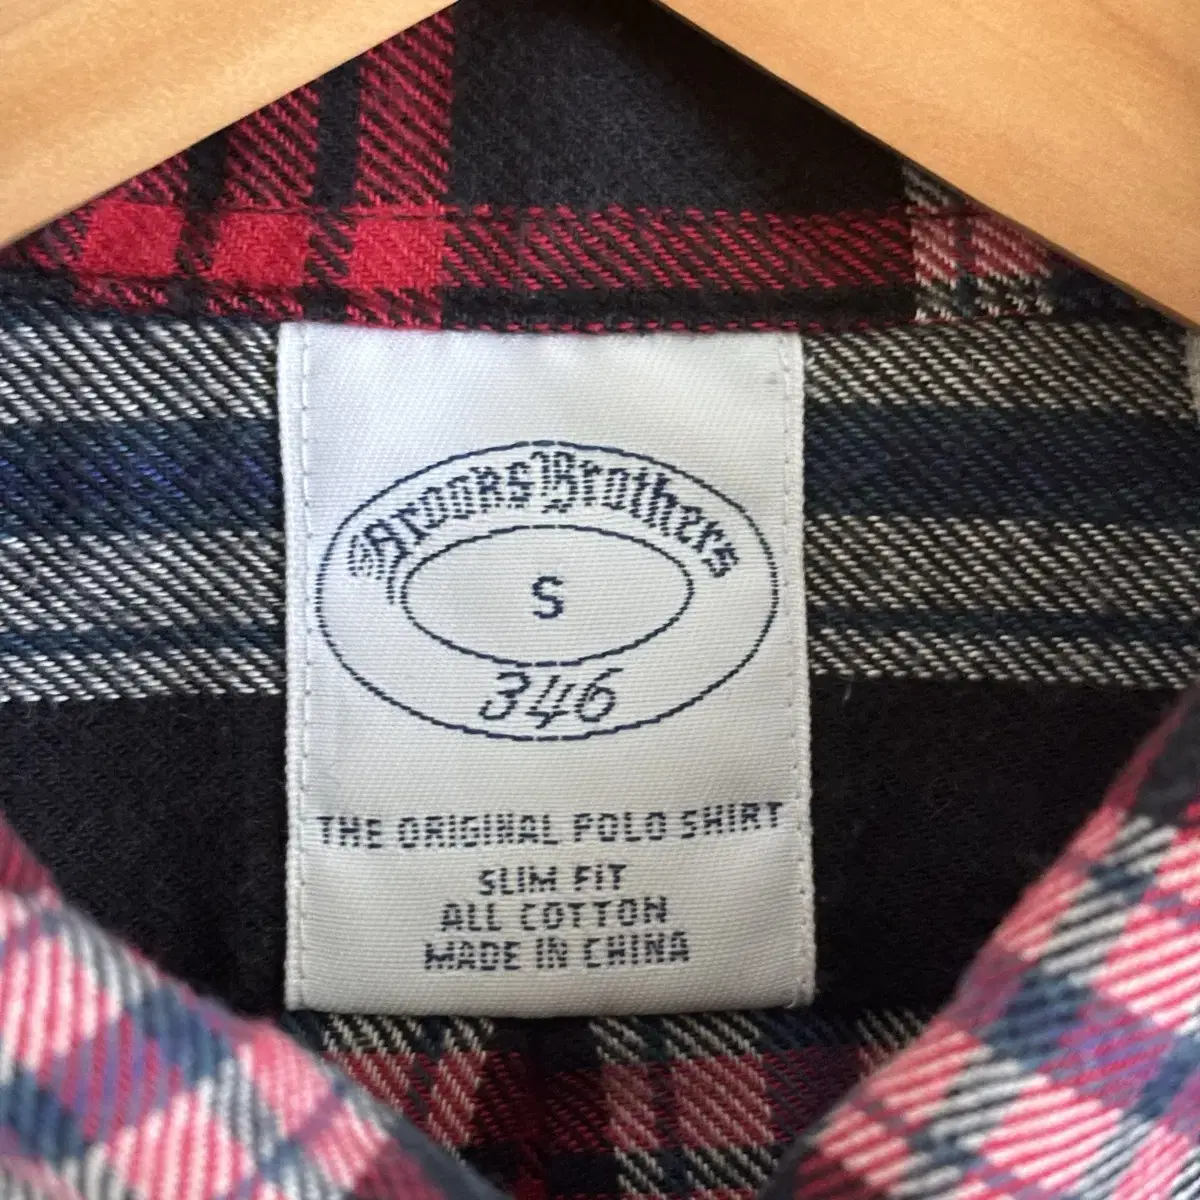 Brooks Brothers
S
346
THE ORIGINAL POLO SHIRT
SLIM FIT
ALL COTTON
MADE IN CHINA